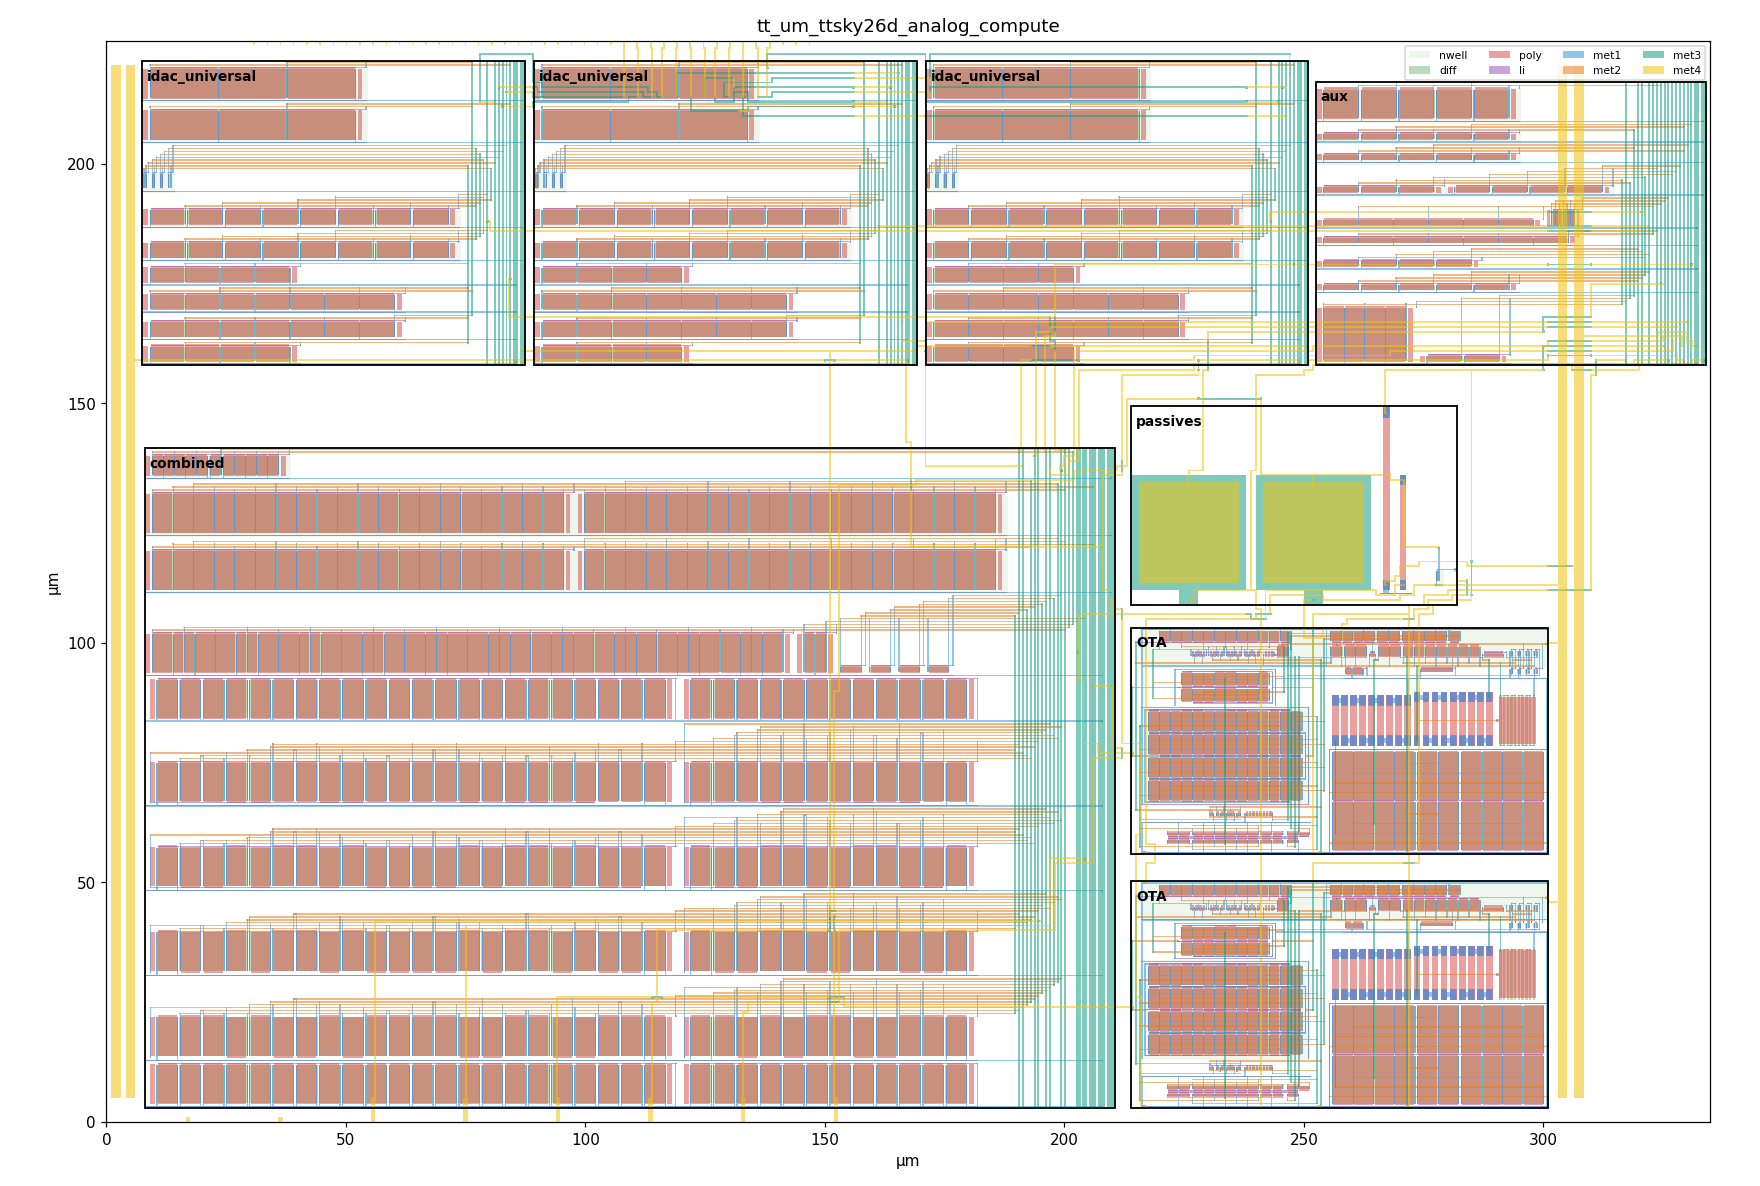 tt_um_ttsky26d_analog_compute
nwell poly met1 met3
diff li met2 met4
idac_universal idac_universal idac_universal aux
passives
combined
OTA
OTA
µm
200
150
100
50
0
0 50 100 150 200 250 300
µm